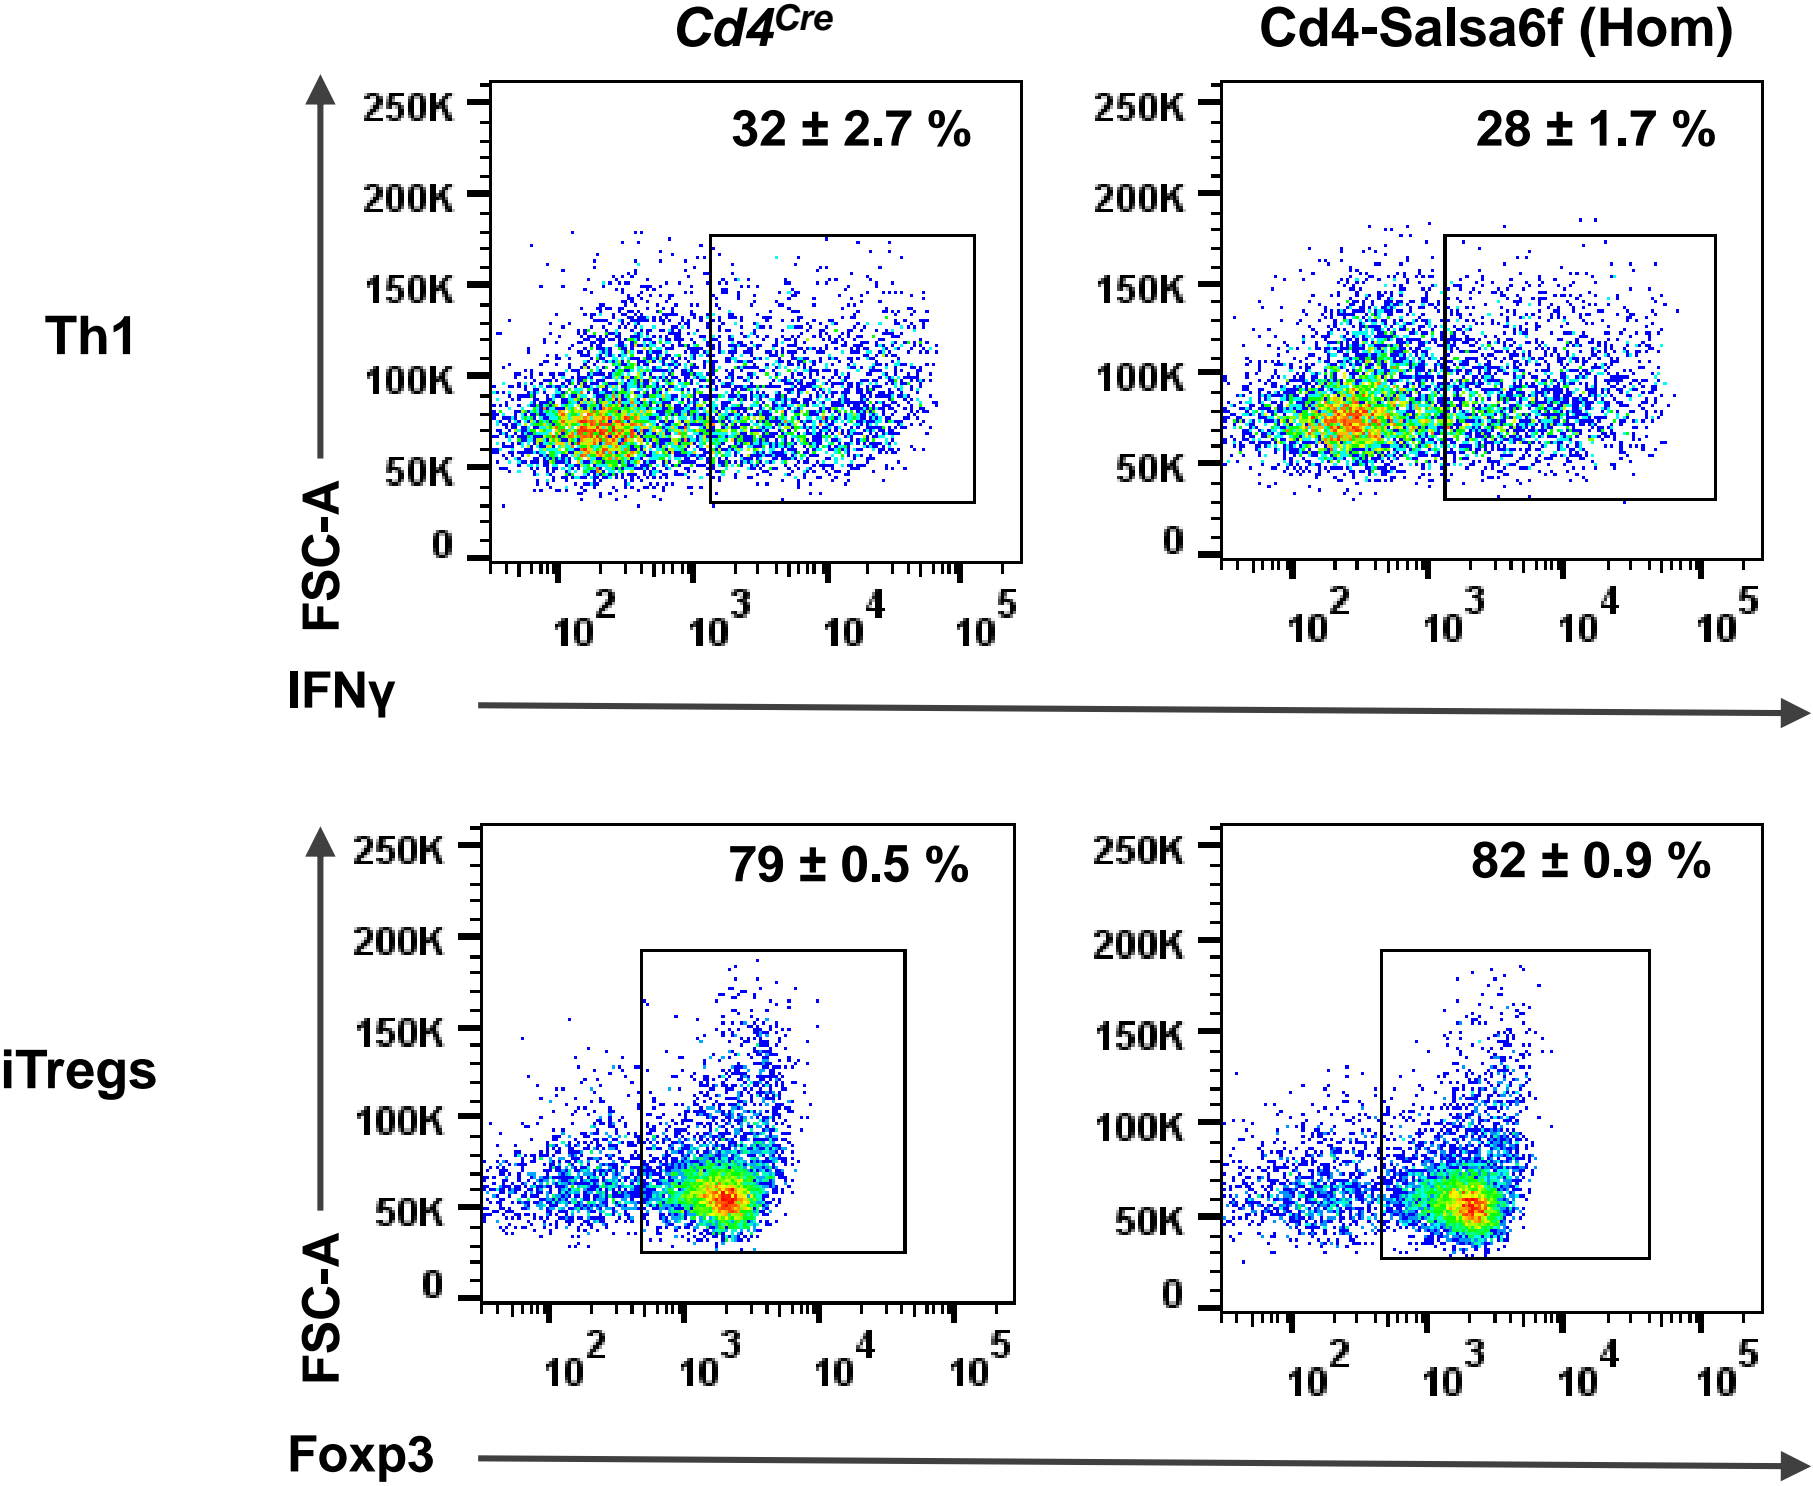 Cd4Cre
Cd4-Salsa6f (Hom)
Th1
FSC-A
250K
200K
150K
100K
50K
0
32 ± 2.7 %
10^2 10^3 10^4 10^5
250K
200K
150K
100K
50K
0
28 ± 1.7 %
10^2 10^3 10^4 10^5
IFNγ
iTregs
FSC-A
250K
200K
150K
100K
50K
0
79 ± 0.5 %
10^2 10^3 10^4 10^5
250K
200K
150K
100K
50K
0
82 ± 0.9 %
10^2 10^3 10^4 10^5
Foxp3